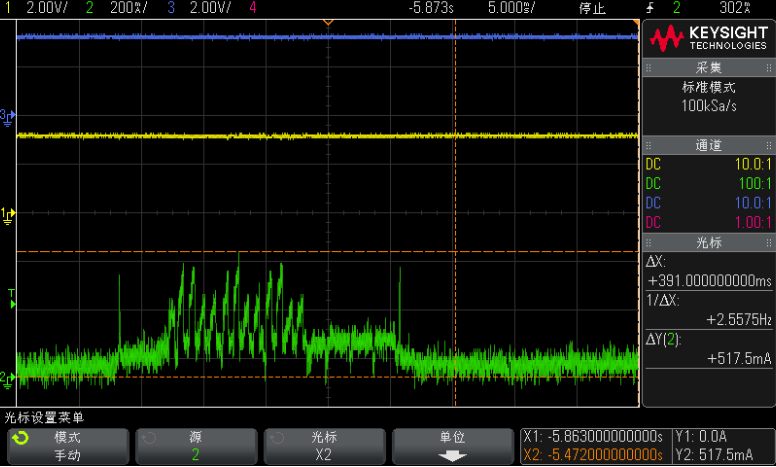 1 2.00V/ 2 200㎃/ 3 2.00V/ 4 -5.873s 5.000㎳/ 停止 2 302㎃
KEYSIGHT
TECHNOLOGIES
采集
标准模式
100kSa/s
3
通道
DC 10.0:1
DC 100:1
DC 10.0:1
DC 1.00:1
1
光标
ΔX:
+391.000000000ms
1/ΔX:
+2.5575Hz
ΔY(2):
+517.5mA
T
2
光标设置菜单
模式
手动
源
2
光标
X2
单位
X1: -5.863000000000s Y1: 0.0A
X2: -5.472000000000s Y2: 517.5mA